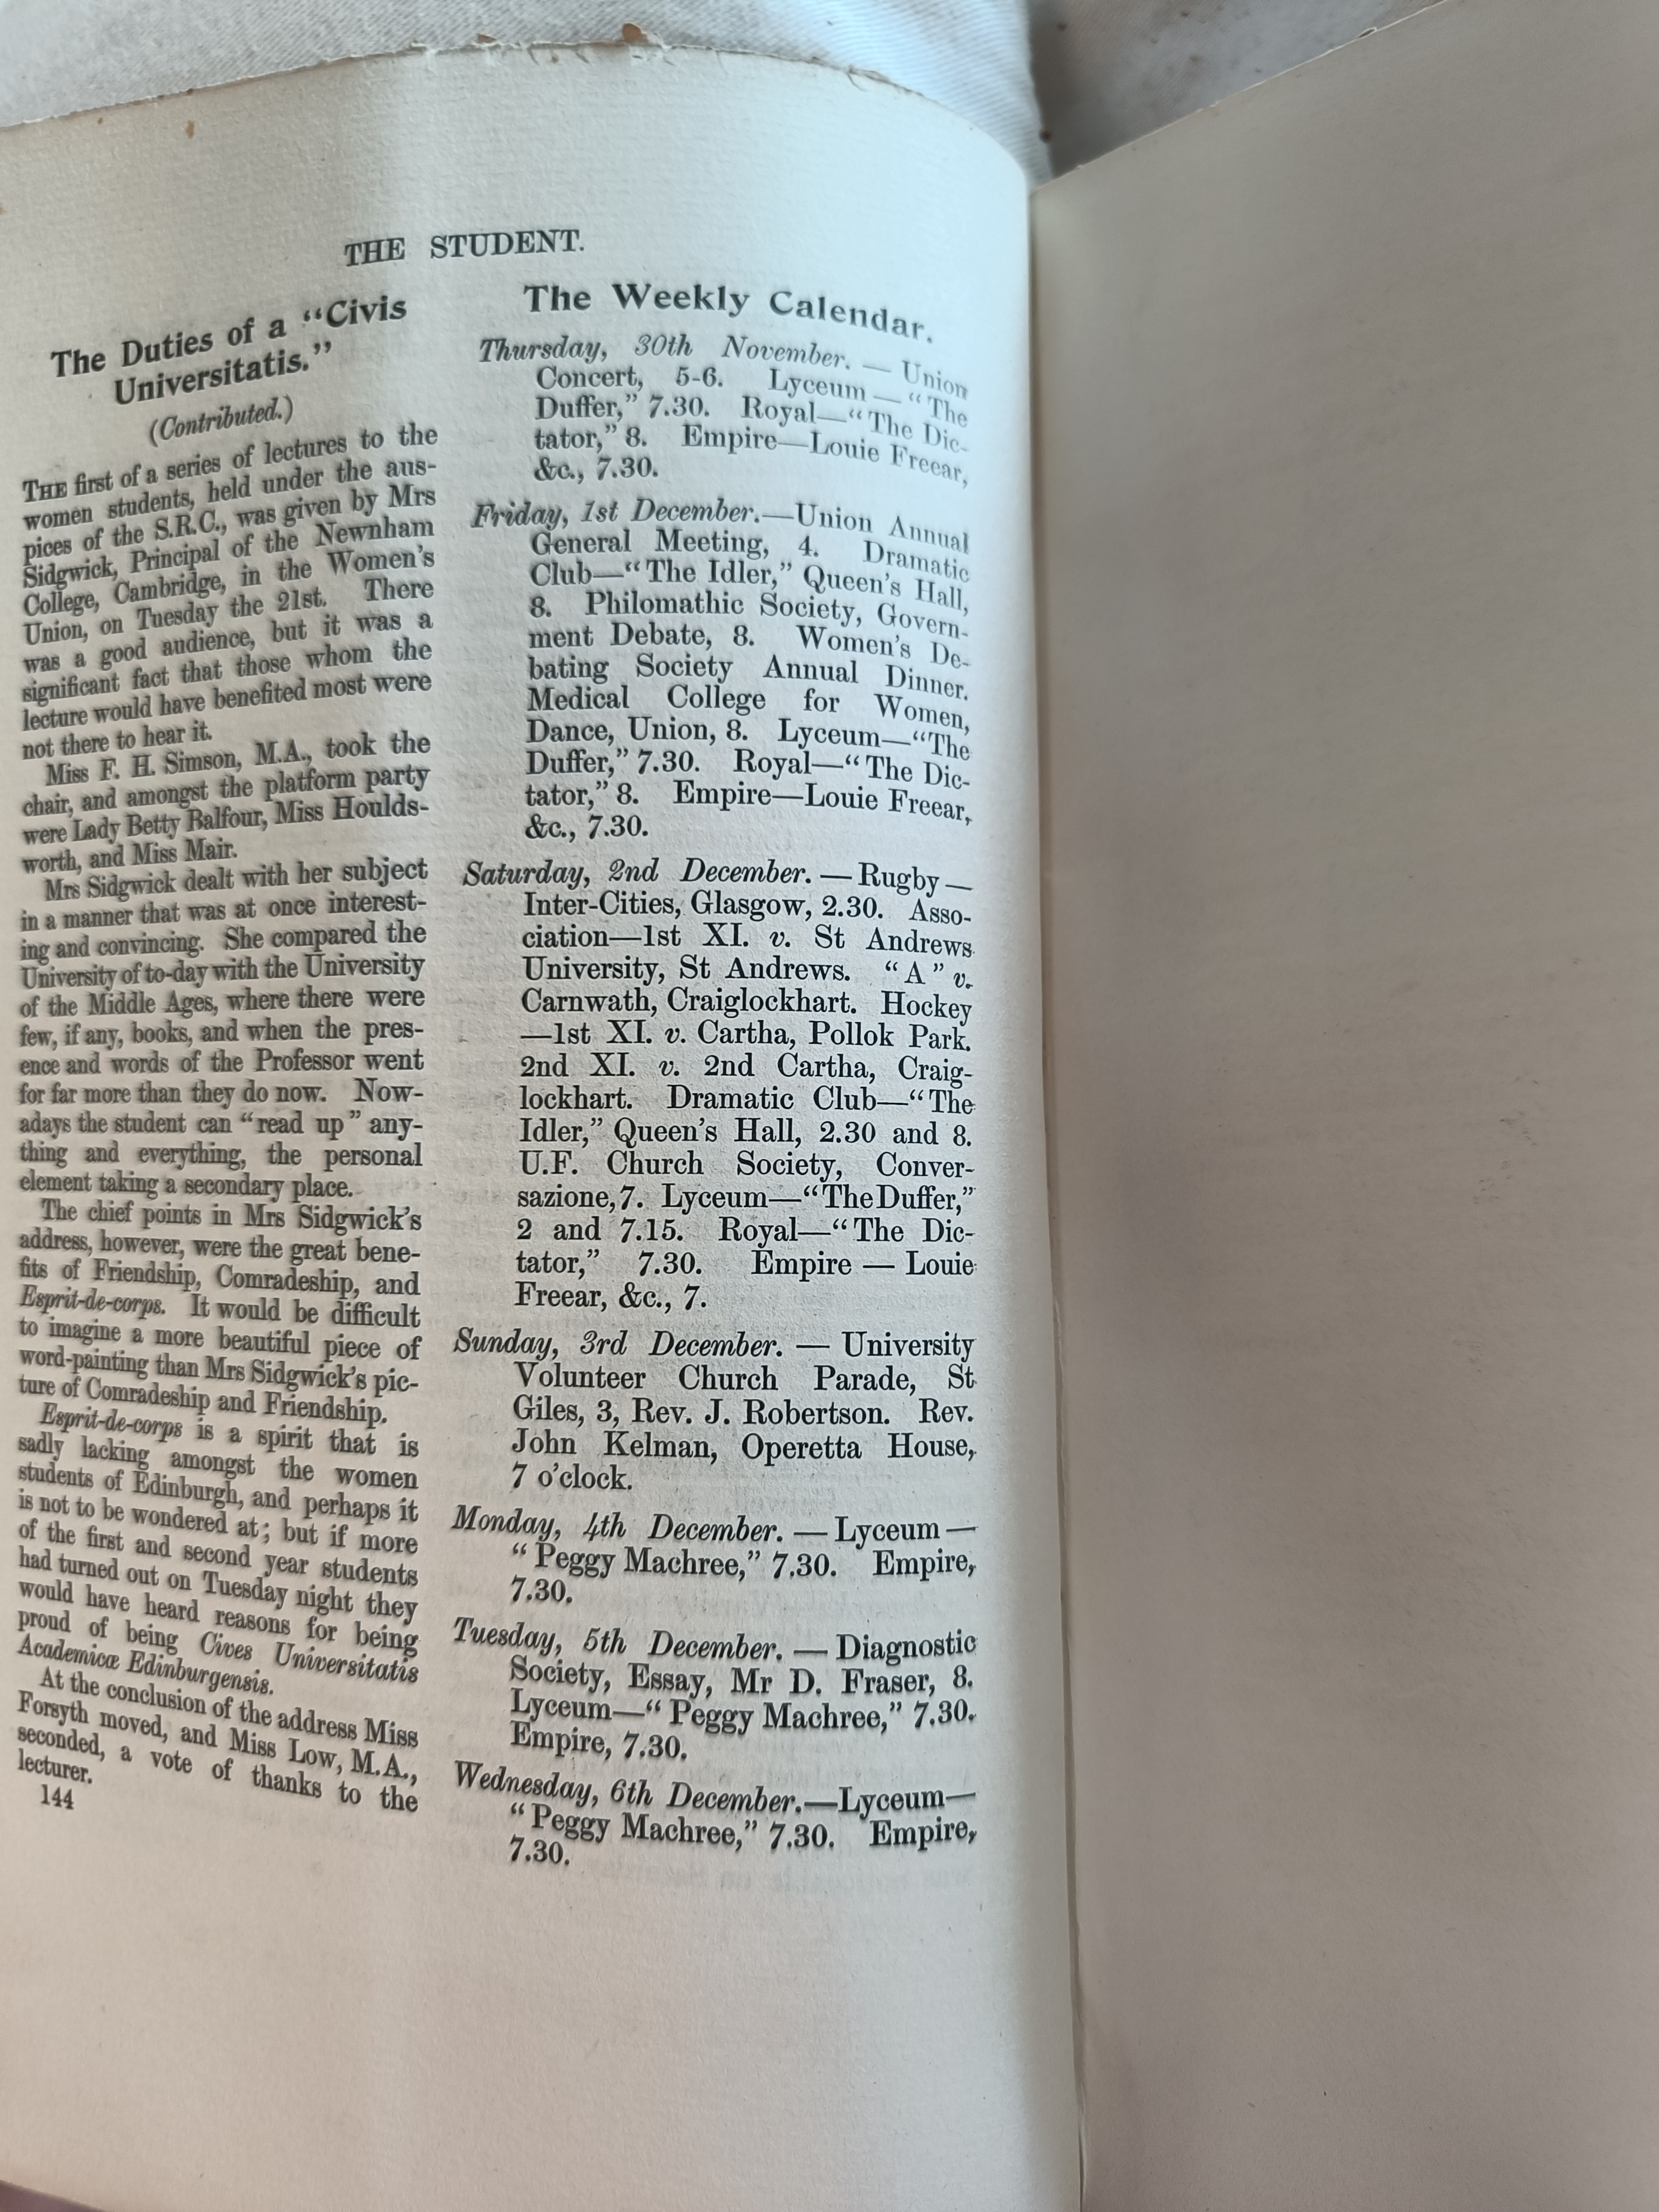 THE STUDENT.
The Duties of a “Civis
Universitatis.”
(Contributed.)
THE first of a series of lectures to the
women students, held under the aus-
pices of the S.R.C., was given by Mrs
Sidgwick, Principal of the Newnham
College, Cambridge, in the Women's
Union, on Tuesday the 21st. There
was a good audience, but it was a
significant fact that those whom the
lecture would have benefited most were
not there to hear it.
Miss F. H. Simson, M.A., took the
chair, and amongst the platform party
were Lady Betty Balfour, Miss Houlds-
worth, and Miss Mair.
Mrs Sidgwick dealt with her subject
in a manner that was at once interest-
ing and convincing. She compared the
University of to-day with the University
of the Middle Ages, where there were
few, if any, books, and when the pres-
ence and words of the Professor went
for far more than they do now. Now-
adays the student can “read up” any-
thing and everything, the personal
element taking a secondary place.
The chief points in Mrs Sidgwick's
address, however, were the great bene-
fits of Friendship, Comradeship, and
Esprit-de-corps. It would be difficult
to imagine a more beautiful piece of
word-painting than Mrs Sidgwick's pic-
ture of Comradeship and Friendship.
Esprit-de-corps is a spirit that is
sadly lacking amongst the women
students of Edinburgh, and perhaps it
is not to be wondered at; but if more
of the first and second year students
had turned out on Tuesday night they
would have heard reasons for being
proud of being Cives Universitatis
Academicæ Edinburgensis.
At the conclusion of the address Miss
Forsyth moved, and Miss Low, M.A.,
seconded, a vote of thanks to the
lecturer.
144
The Weekly Calendar.
Thursday, 30th November. — Union
Concert, 5-6. Lyceum — “The
Duffer,” 7.30. Royal—“The Dic-
tator,” 8. Empire—Louie Freear,
&c., 7.30.
Friday, 1st December.—Union Annual
General Meeting, 4. Dramatic
Club—“The Idler,” Queen's Hall,
8. Philomathic Society, Govern-
ment Debate, 8. Women's De-
bating Society Annual Dinner.
Medical College for Women,
Dance, Union, 8. Lyceum—“The
Duffer,” 7.30. Royal—“The Dic-
tator,” 8. Empire—Louie Freear,
&c., 7.30.
Saturday, 2nd December. — Rugby —
Inter-Cities, Glasgow, 2.30. Asso-
ciation—1st XI. v. St Andrews
University, St Andrews. “A” v.
Carnwath, Craiglockhart. Hockey
—1st XI. v. Cartha, Pollok Park.
2nd XI. v. 2nd Cartha, Craig-
lockhart. Dramatic Club—“The
Idler,” Queen's Hall, 2.30 and 8.
U.F. Church Society, Conver-
sazione, 7. Lyceum—“The Duffer,”
2 and 7.15. Royal—“The Dic-
tator,” 7.30. Empire — Louie
Freear, &c., 7.
Sunday, 3rd December. — University
Volunteer Church Parade, St
Giles, 3, Rev. J. Robertson. Rev.
John Kelman, Operetta House,
7 o'clock.
Monday, 4th December. — Lyceum —
“Peggy Machree,” 7.30. Empire,
7.30.
Tuesday, 5th December. — Diagnostic
Society, Essay, Mr D. Fraser, 8.
Lyceum—“Peggy Machree,” 7.30.
Empire, 7.30.
Wednesday, 6th December.—Lyceum—
“Peggy Machree,” 7.30. Empire,
7.30.